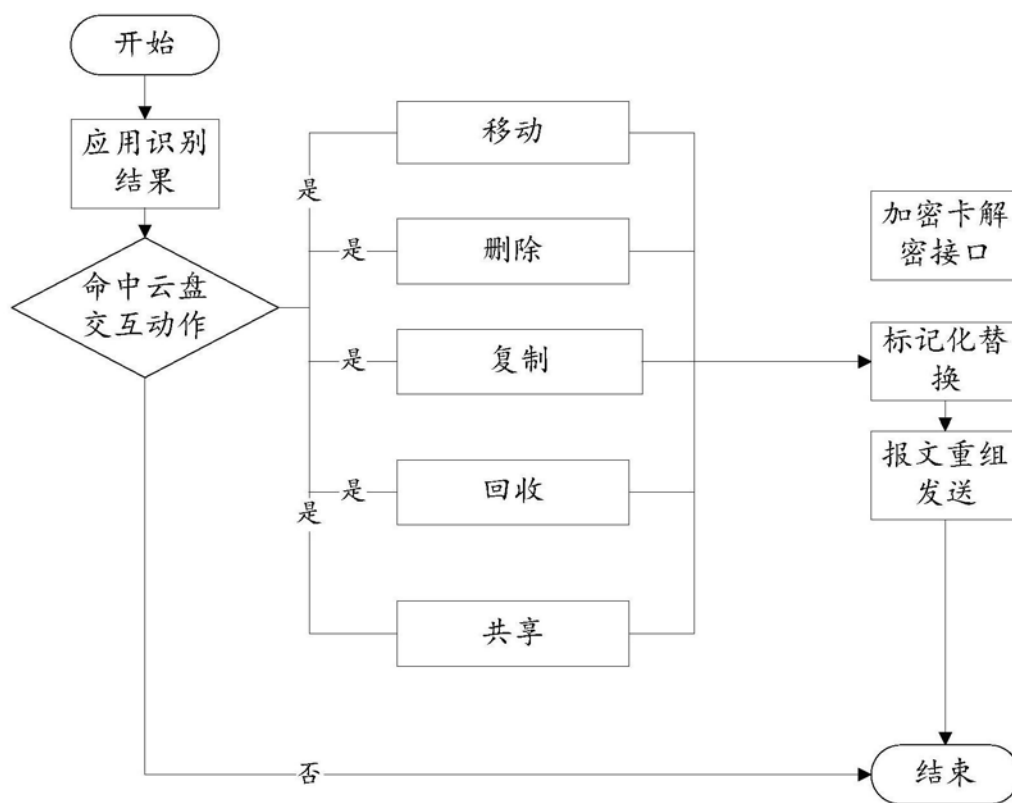 开始
应用识别
结果
命中云盘
交互动作
是
移动
是
删除
是
复制
是
回收
是
共享
加密卡解
密接口
标记化替
换
报文重组
发送
否
结束